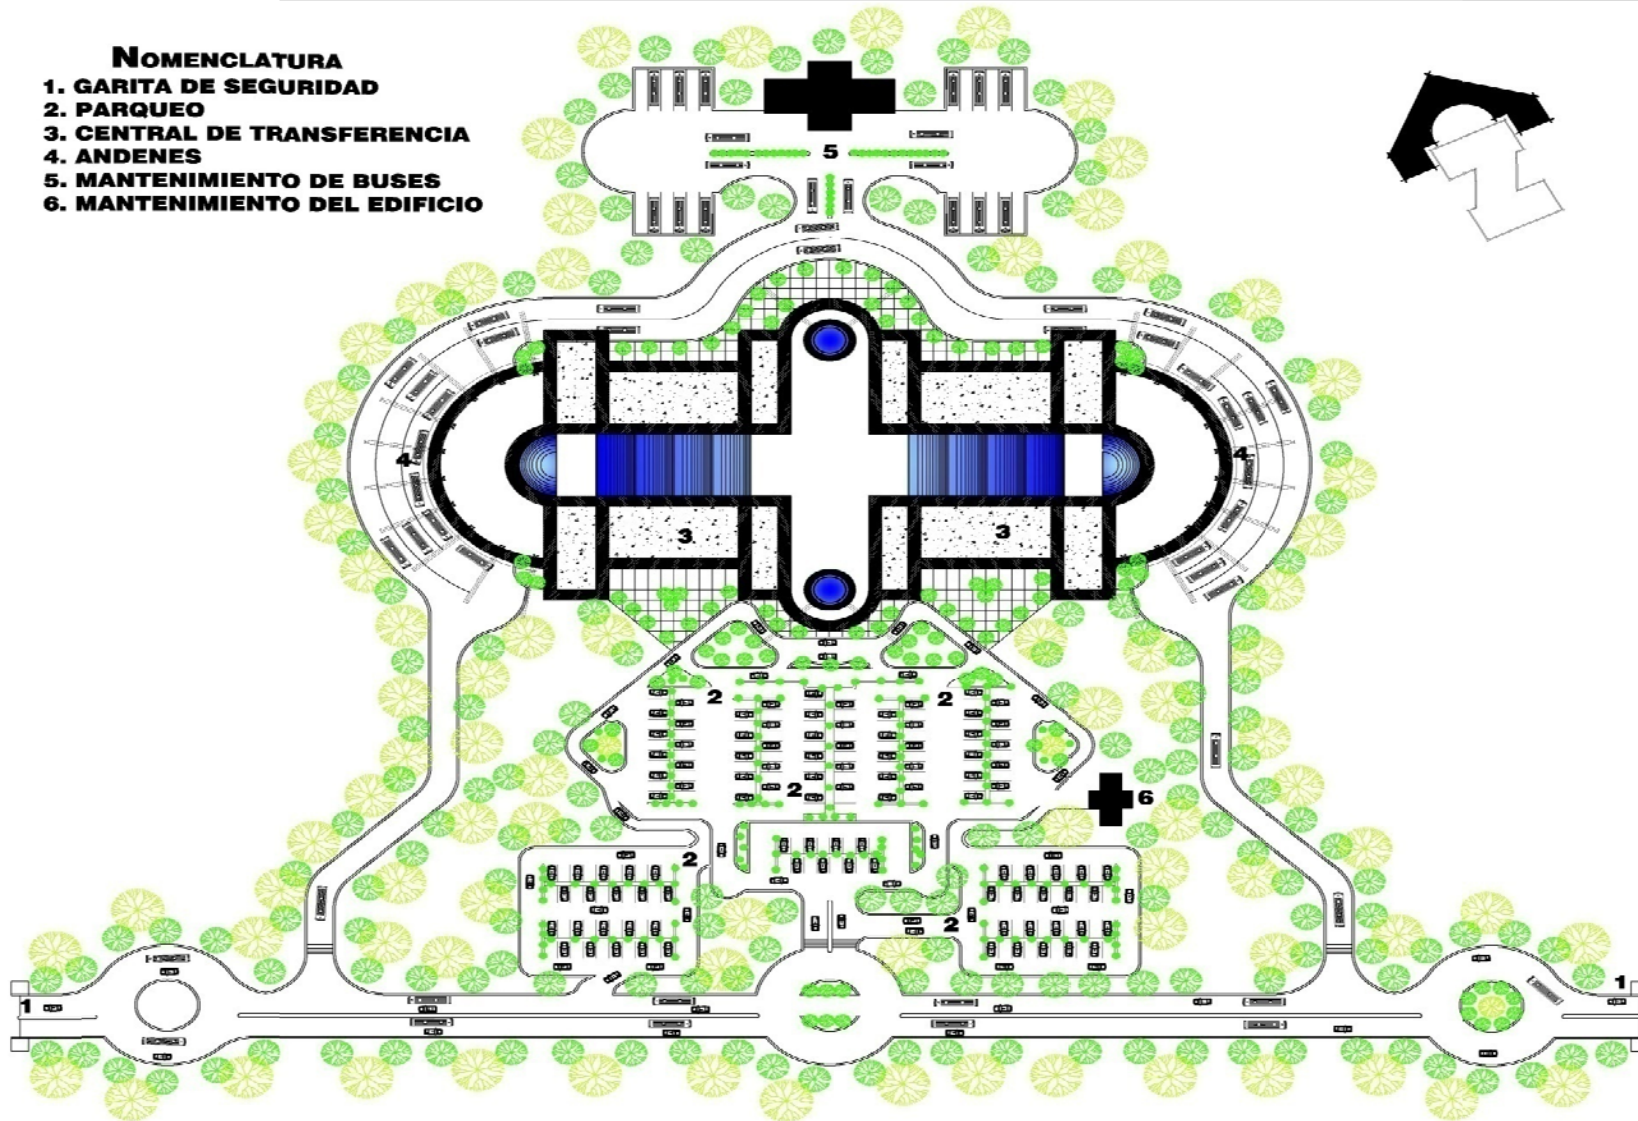 NOMENCLATURA
1. GARITA DE SEGURIDAD
2. PARQUEO
3. CENTRAL DE TRANSFERENCIA
4. ANDENES
5. MANTENIMIENTO DE BUSES
6. MANTENIMIENTO DEL EDIFICIO
5
4
4
3
3
2
2
2
6
2
2
1
1